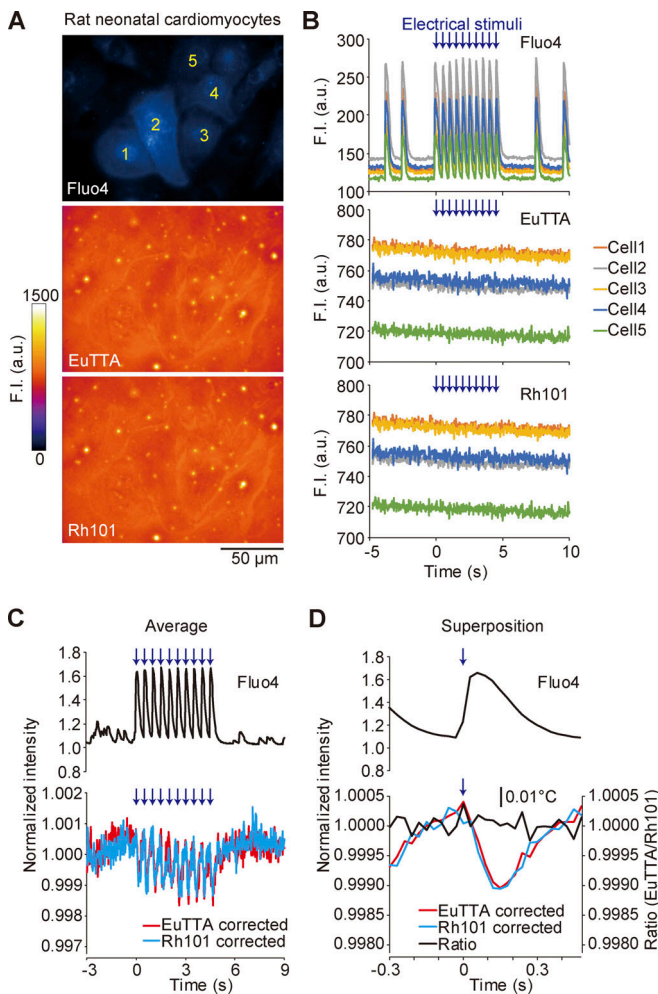 A
Rat neonatal cardiomyocytes
5
4
2
3
1
Fluo4
1500
F.I. (a.u.)
0
EuTTA
Rh101
50 µm
B
Electrical stimuli
Fluo4
300
250
200
150
100
F.I. (a.u.)
EuTTA
800
780
760
740
720
700
F.I. (a.u.)
Cell1
Cell2
Cell3
Cell4
Cell5
Rh101
800
780
760
740
720
700
F.I. (a.u.)
-5 0 5 10
Time (s)
C
Average
Fluo4
1.8
1.6
1.4
1.2
1.0
0.8
Normalized intensity
1.002
1.001
1.000
0.999
0.998
0.997
EuTTA corrected
Rh101 corrected
-3 0 3 6 9
Time (s)
D
Superposition
Fluo4
1.8
1.6
1.4
1.2
1.0
0.8
Normalized intensity
0.01°C
1.0005
1.0000
0.9995
0.9990
0.9985
0.9980
1.0005
1.0000
0.9995
0.9990
0.9985
0.9980
Ratio (EuTTA/Rh101)
EuTTA corrected
Rh101 corrected
Ratio
-0.3 0 0.3
Time (s)